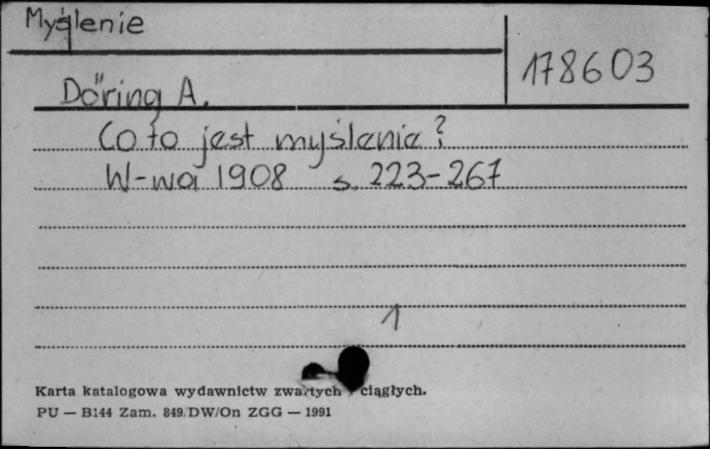 Myślenie
178603
Döring A.
Co to jest myślenie?
W-wa 1908 s. 223-267
1
Karta katalogowa wydawnictw zwartych ciągłych.
PU — B144 Zam. 849/DW/On ZGG — 1991